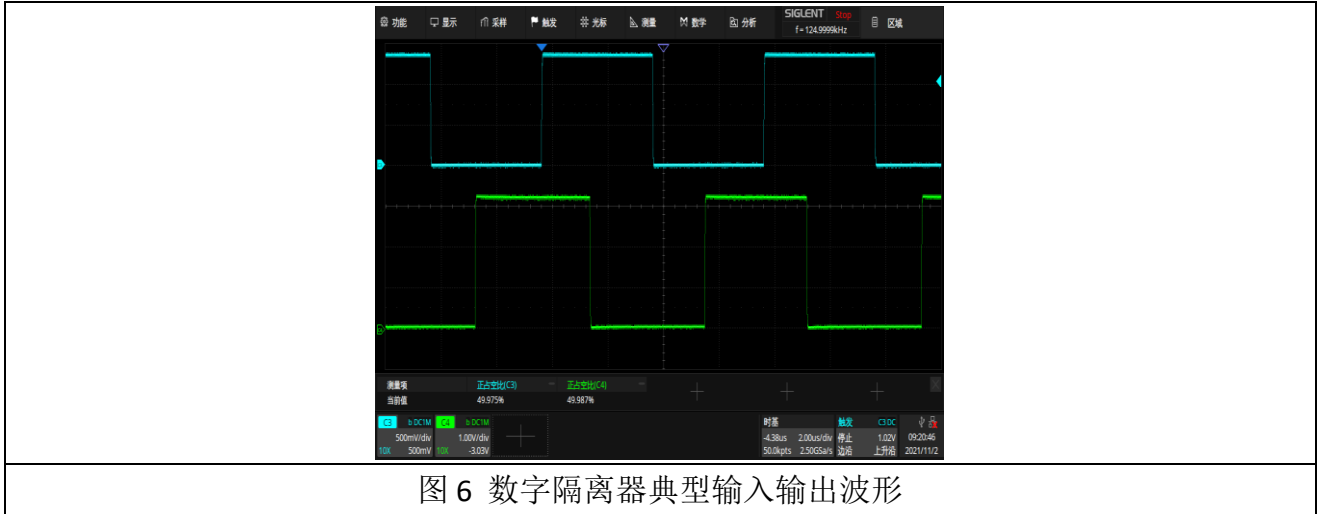 功能 显示 采样 触发 光标 测量 数学 分析 SIGLENT Stop 区域
f = 124.9999kHz
测量项 正占空比(C3) 正占空比(C4)
当前值 49.975% 49.987%
C3 b DC1M C4 b DC1M 时基 触发 C3 DC
500mV/div 1.00V/div -4.38us 2.00us/div 停止 1.02V 09:20:46
10X 500mV 10X -3.03V 50.0kpts 2.50GSa/s 边沿 上升沿 2021/11/2
图 6 数字隔离器典型输入输出波形